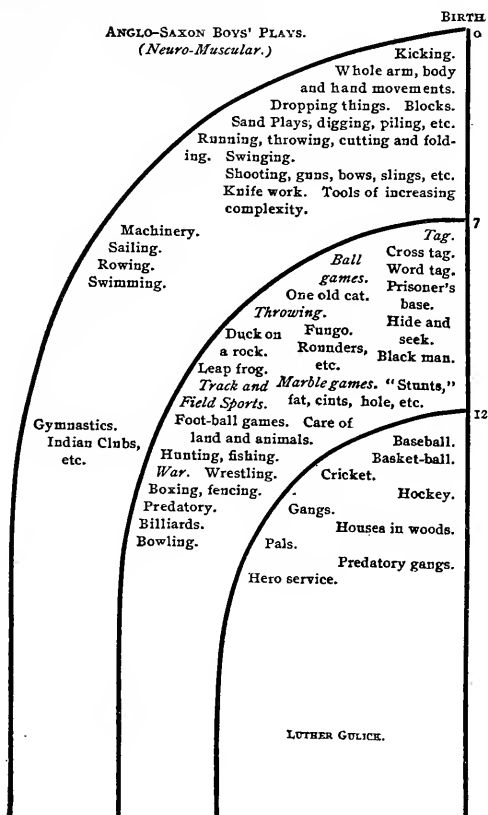 BIRTH
0
ANGLO-SAXON BOYS' PLAYS.
(Neuro-Muscular.)
Kicking.
Whole arm, body
and hand movements.
Dropping things. Blocks.
Sand Plays, digging, piling, etc.
Running, throwing, cutting and fold-
ing. Swinging.
Shooting, guns, bows, slings, etc.
Knife work. Tools of increasing
complexity.
Machinery.
Sailing.
Rowing.
Swimming.
Gymnastics.
Indian Clubs,
etc.
7
Tag.
Cross tag.
Word tag.
Prisoner's
base.
Hide and
seek.
Black man.
Ball
games.
One old cat.
Fungo.
Rounders,
etc.
Throwing.
Duck on
a rock.
Leap frog.
Marble games. "Stunts,"
fat, cints, hole, etc.
Track and
Field Sports.
Foot-ball games. Care of
land and animals.
Hunting, fishing.
War. Wrestling.
Boxing, fencing.
Predatory.
Billiards.
Bowling.
12
Baseball.
Basket-ball.
Cricket.
Hockey.
Gangs.
Houses in woods.
Pals.
Predatory gangs.
Hero service.
LUTHER GULICK.